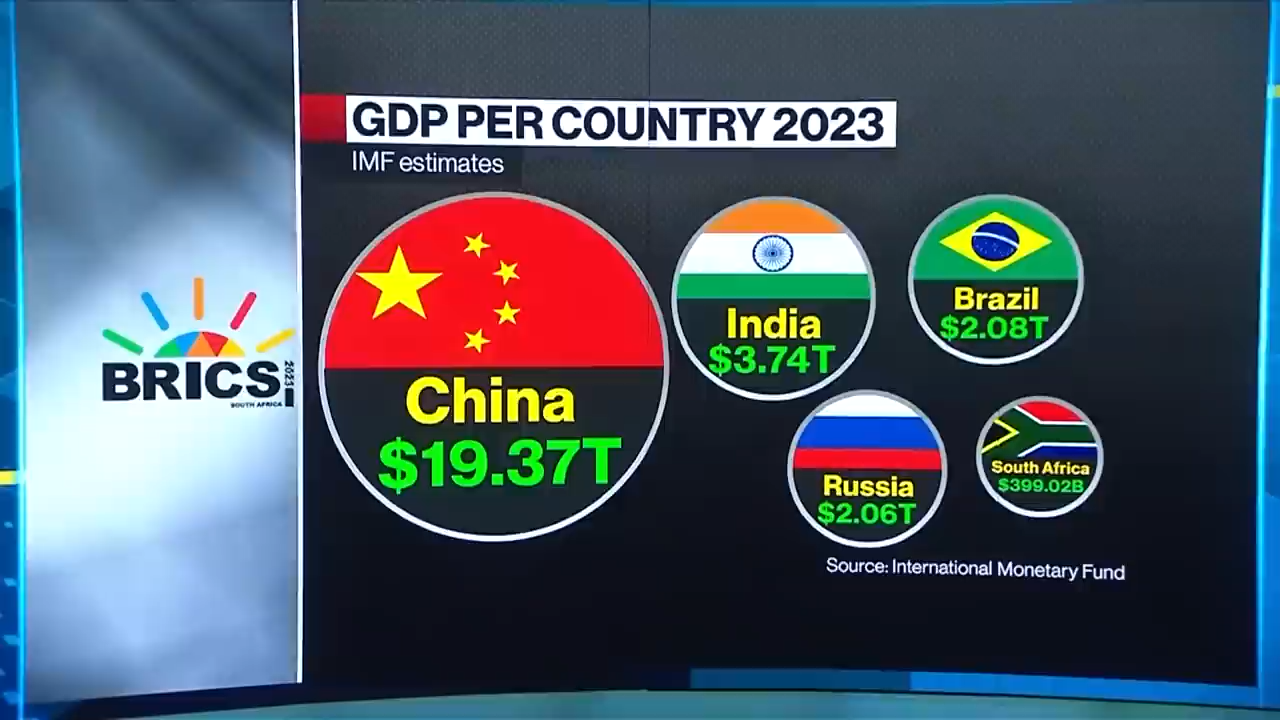 GDP PER COUNTRY 2023
IMF estimates
China
$19.37T
India
$3.74T
Brazil
$2.08T
Russia
$2.06T
South Africa
$399.02B
BRICS
2023
SOUTH AFRICA
Source: International Monetary Fund